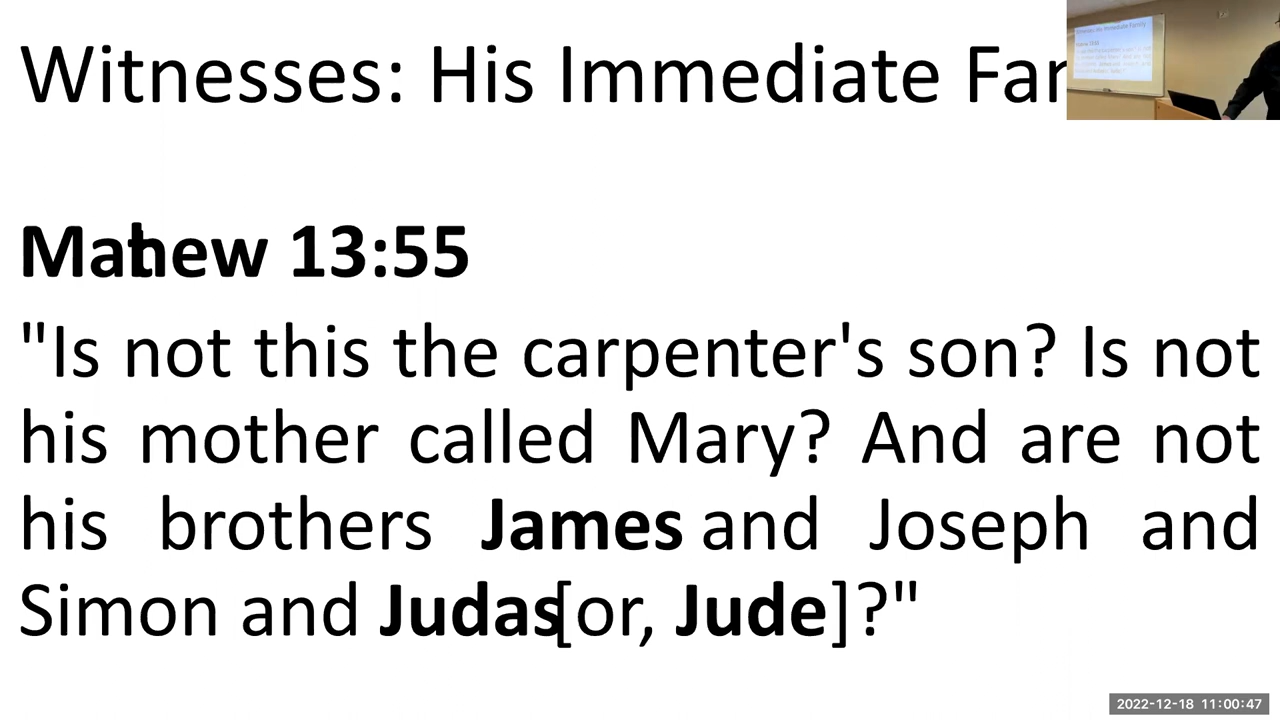 Witnesses: His Immediate Fam
Mathew 13:55
"Is not this the carpenter's son? Is not
his mother called Mary? And are not
his brothers James and Joseph and
Simon and Judas[or, Jude]?"
2022-12-18 11:00:47